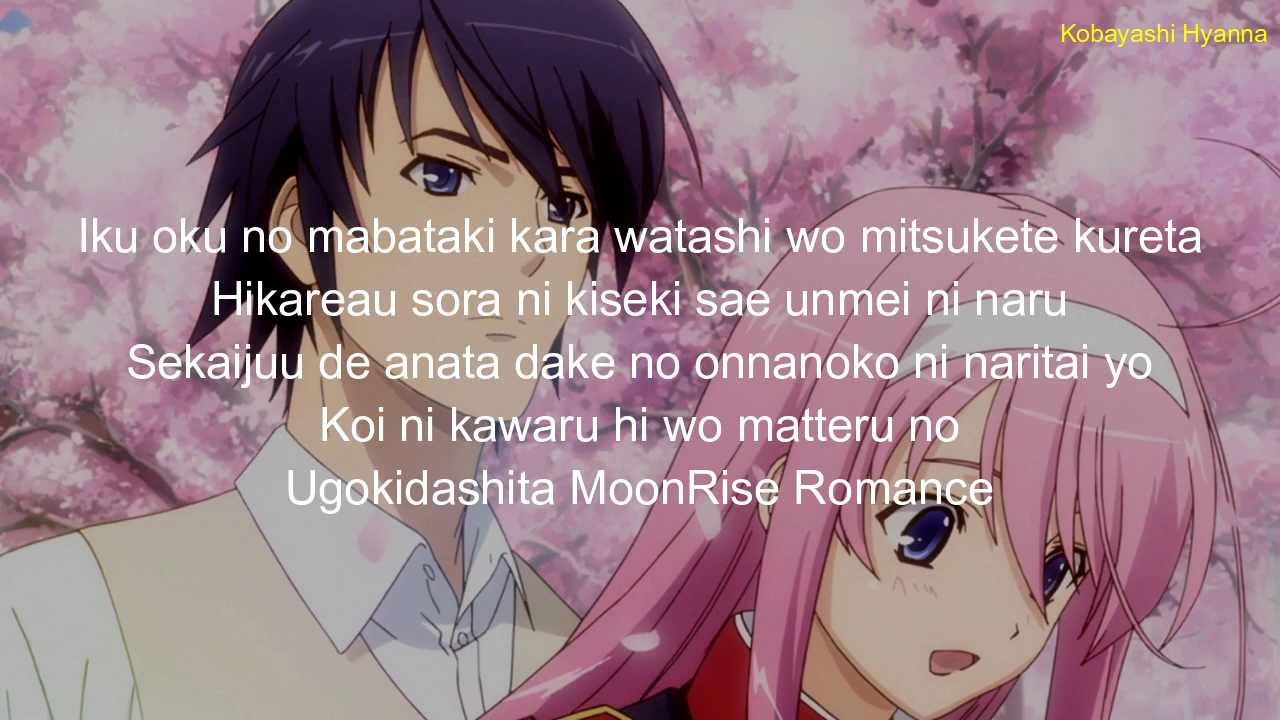 Kobayashi Hyanna
Iku oku no mabataki kara watashi wo mitsukete kureta
Hikareau sora ni kiseki sae unmei ni naru
Sekaijuu de anata dake no onnanoko ni naritai yo
Koi ni kawaru hi wo matteru no
Ugokidashita MoonRise Romance